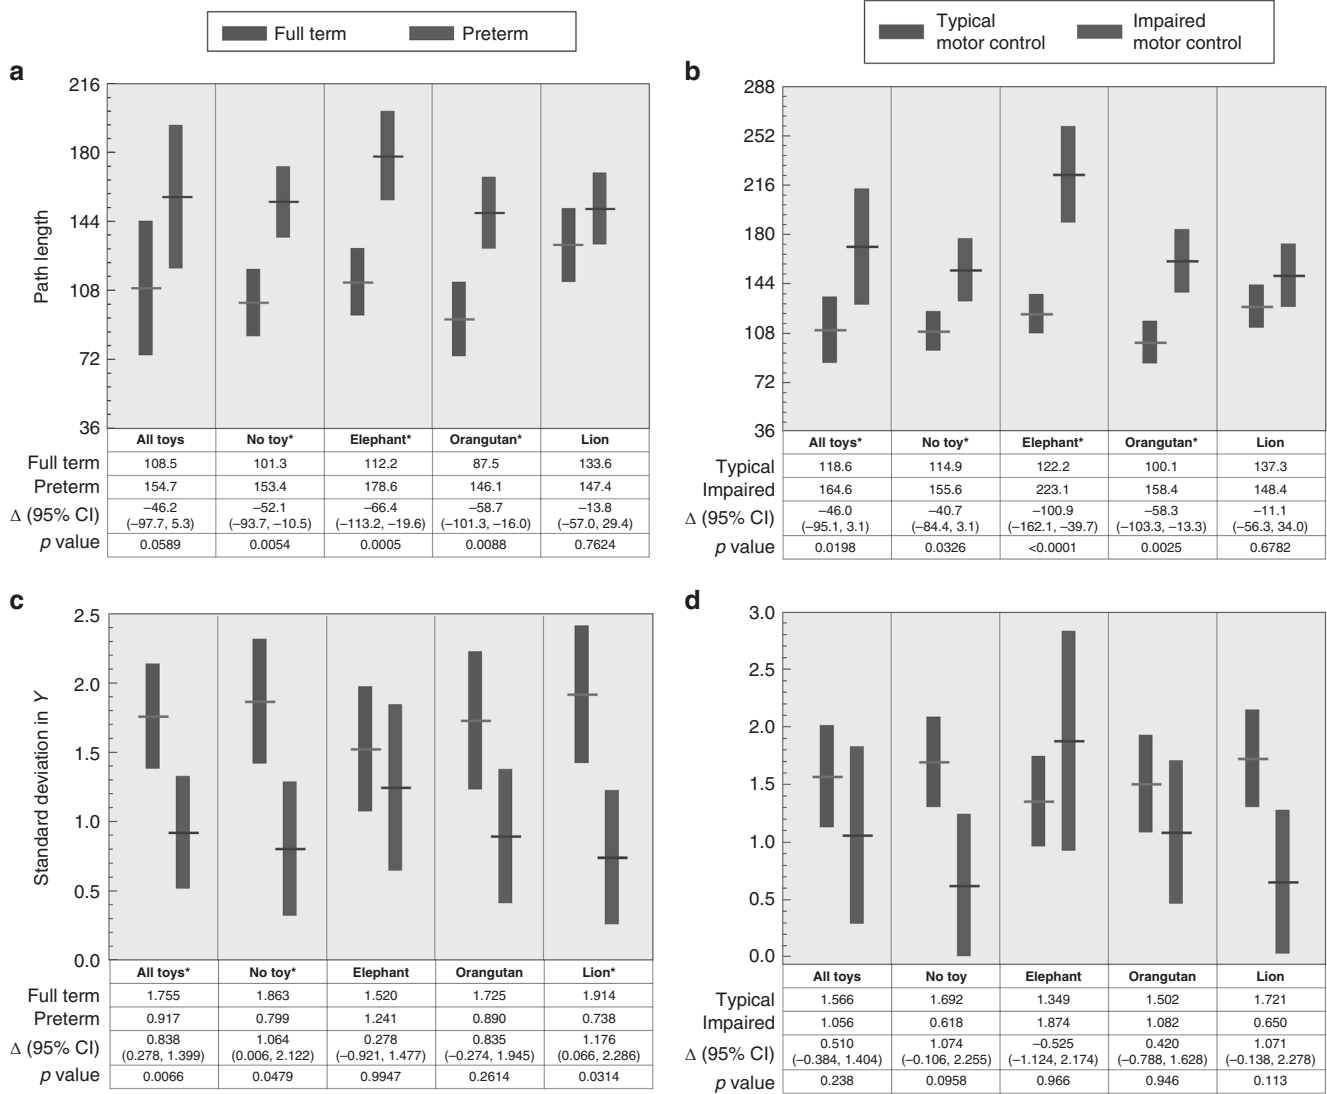 Full term
Preterm
Typical
motor control
Impaired
motor control
a
Path length
216
180
144
108
72
36
All toys No toy* Elephant* Orangutan* Lion
Full term 108.5 101.3 112.2 87.5 133.6
Preterm 154.7 153.4 178.6 146.1 147.4
Δ (95% CI) –46.2 –52.1 –66.4 –58.7 –13.8
(–97.7, 5.3) (–93.7, –10.5) (–113.2, –19.6) (–101.3, –16.0) (–57.0, 29.4)
p value 0.0589 0.0054 0.0005 0.0088 0.7624
b
288
252
216
180
144
108
72
36
All toys* No toy* Elephant* Orangutan* Lion
Typical 118.6 114.9 122.2 100.1 137.3
Impaired 164.6 155.6 223.1 158.4 148.4
Δ (95% CI) –46.0 –40.7 –100.9 –58.3 –11.1
(–95.1, 3.1) (–84.4, 3.1) (–162.1, –39.7) (–103.3, –13.3) (–56.3, 34.0)
p value 0.0198 0.0326 <0.0001 0.0025 0.6782
c
Standard deviation in Y
2.5
2.0
1.5
1.0
0.5
0.0
All toys* No toy* Elephant Orangutan Lion*
Full term 1.755 1.863 1.520 1.725 1.914
Preterm 0.917 0.799 1.241 0.890 0.738
Δ (95% CI) 0.838 1.064 0.278 0.835 1.176
(0.278, 1.399) (0.006, 2.122) (–0.921, 1.477) (–0.274, 1.945) (0.066, 2.286)
p value 0.0066 0.0479 0.9947 0.2614 0.0314
d
3.0
2.5
2.0
1.5
1.0
0.5
0.0
All toys No toy Elephant Orangutan Lion
Typical 1.566 1.692 1.349 1.502 1.721
Impaired 1.056 0.618 1.874 1.082 0.650
Δ (95% CI) 0.510 1.074 –0.525 0.420 1.071
(–0.384, 1.404) (–0.106, 2.255) (–1.124, 2.174) (–0.788, 1.628) (–0.138, 2.278)
p value 0.238 0.0958 0.966 0.946 0.113